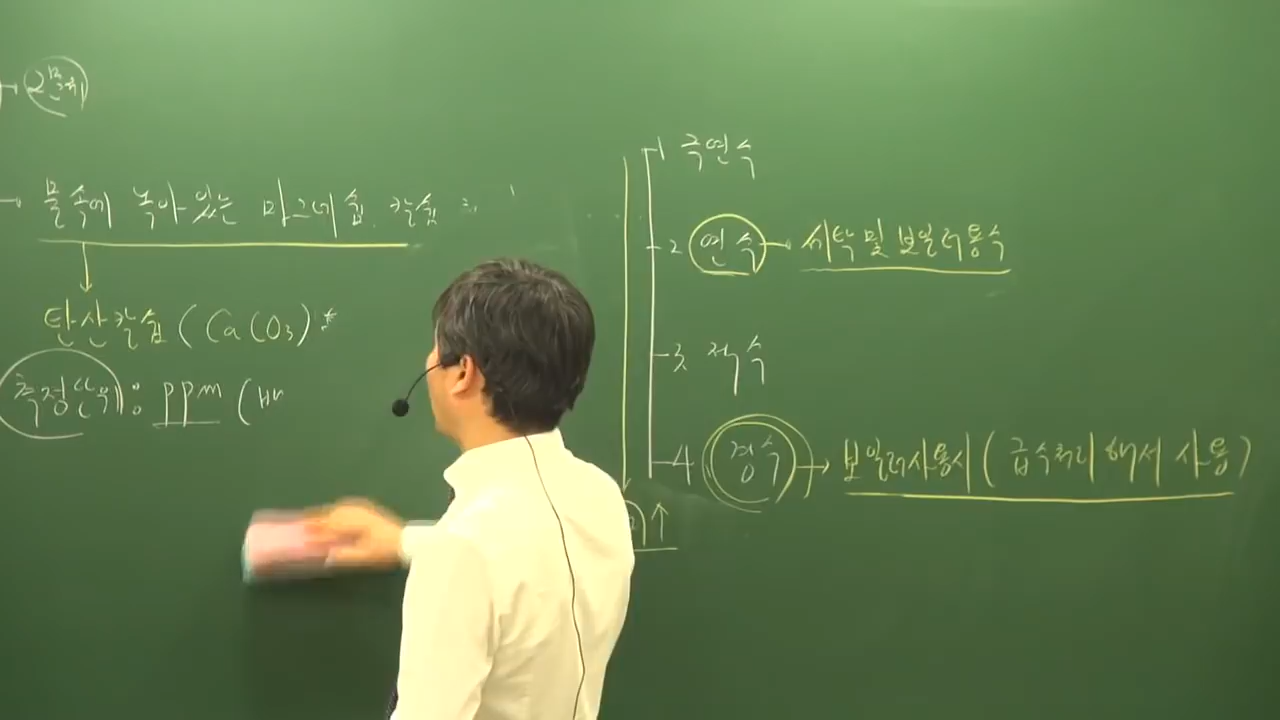 물속에 녹아있는 마그네슘, 칼슘
탄산칼슘 (CaCO3)*
측정단위 : ppm (
1 극연수
2 연수 → 세탁 및 보일러용수
3. 적수
4 경수 → 보일러사용시 (급수처리해서 사용)
↑